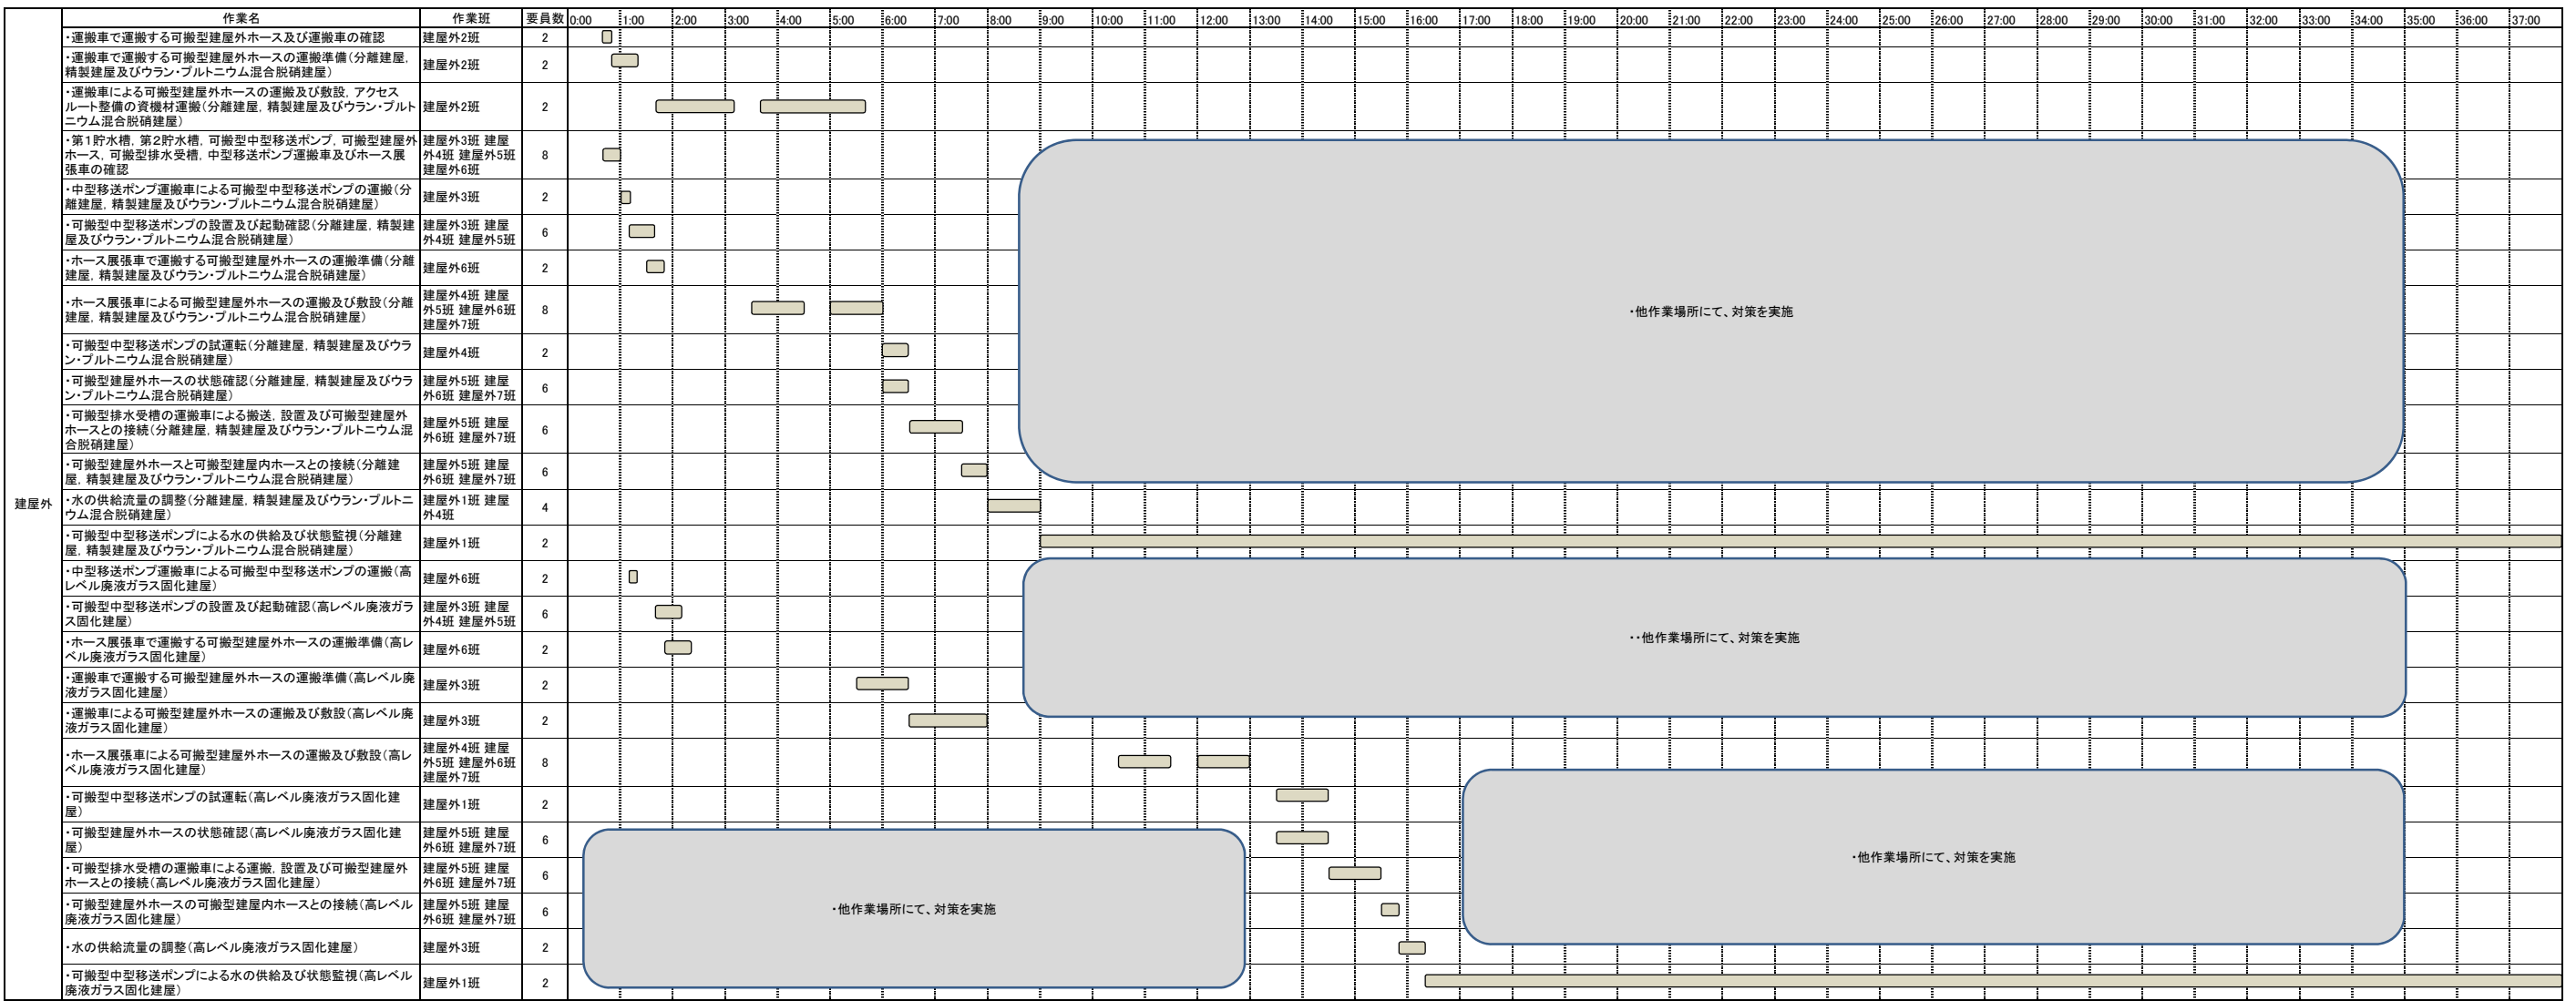 作業名 作業班 要員数 0:00 1:00 2:00 3:00 4:00 5:00 6:00 7:00 8:00 9:00 10:00 11:00 12:00 13:00 14:00 15:00 16:00 17:00 18:00 19:00 20:00 21:00 22:00 23:00 24:00 25:00 26:00 27:00 28:00 29:00 30:00 31:00 32:00 33:00 34:00 35:00 36:00 37:00
建屋外
・運搬車で運搬する可搬型建屋外ホース及び運搬車の確認
建屋外2班
2
・運搬車で運搬する可搬型建屋外ホースの運搬準備(分離建屋,
精製建屋及びウラン・プルトニウム混合脱硝建屋)
建屋外2班
2
・運搬車による可搬型建屋外ホースの運搬及び敷設, アクセス
ルート整備の資機材運搬(分離建屋, 精製建屋及びウラン・プルト
ニウム混合脱硝建屋)
建屋外2班
2
・第1貯水槽, 第2貯水槽, 可搬型中型移送ポンプ, 可搬型建屋外
ホース, 可搬型排水受槽, 中型移送ポンプ運搬車及びホース展
張車の確認
建屋外3班 建屋
外4班 建屋外5班
建屋外6班
8
・中型移送ポンプ運搬車による可搬型中型移送ポンプの運搬(分
離建屋, 精製建屋及びウラン・プルトニウム混合脱硝建屋)
建屋外3班
2
・可搬型中型移送ポンプの設置及び起動確認(分離建屋, 精製建
屋及びウラン・プルトニウム混合脱硝建屋)
建屋外3班 建屋
外4班 建屋外5班
6
・ホース展張車で運搬する可搬型建屋外ホースの運搬準備(分離
建屋, 精製建屋及びウラン・プルトニウム混合脱硝建屋)
建屋外6班
2
・ホース展張車による可搬型建屋外ホースの運搬及び敷設(分離
建屋, 精製建屋及びウラン・プルトニウム混合脱硝建屋)
建屋外4班 建屋
外5班 建屋外6班
建屋外7班
8
・他作業場所にて、対策を実施
・可搬型中型移送ポンプの試運転(分離建屋, 精製建屋及びウラ
ン・プルトニウム混合脱硝建屋)
建屋外4班
2
・可搬型建屋外ホースの状態確認(分離建屋, 精製建屋及びウラ
ン・プルトニウム混合脱硝建屋)
建屋外5班 建屋
外6班 建屋外7班
6
・可搬型排水受槽の運搬車による搬送, 設置及び可搬型建屋外
ホースとの接続(分離建屋, 精製建屋及びウラン・プルトニウム混
合脱硝建屋)
建屋外5班 建屋
外6班 建屋外7班
6
・可搬型建屋外ホースと可搬型建屋内ホースとの接続(分離建
屋, 精製建屋及びウラン・プルトニウム混合脱硝建屋)
建屋外5班 建屋
外6班 建屋外7班
6
・水の供給流量の調整(分離建屋, 精製建屋及びウラン・プルトニ
ウム混合脱硝建屋)
建屋外1班 建屋
外4班
4
・可搬型中型移送ポンプによる水の供給及び状態監視(分離建
屋, 精製建屋及びウラン・プルトニウム混合脱硝建屋)
建屋外1班
2
・中型移送ポンプ運搬車による可搬型中型移送ポンプの運搬(高
レベル廃液ガラス固化建屋)
建屋外6班
2
・可搬型中型移送ポンプの設置及び起動確認(高レベル廃液ガラ
ス固化建屋)
建屋外3班 建屋
外4班 建屋外5班
6
・・他作業場所にて、対策を実施
・ホース展張車で運搬する可搬型建屋外ホースの運搬準備(高レ
ベル廃液ガラス固化建屋)
建屋外6班
2
・運搬車で運搬する可搬型建屋外ホースの運搬準備(高レベル廃
液ガラス固化建屋)
建屋外3班
2
・運搬車による可搬型建屋外ホースの運搬及び敷設(高レベル廃
液ガラス固化建屋)
建屋外3班
2
・ホース展張車による可搬型建屋外ホースの運搬及び敷設(高レ
ベル廃液ガラス固化建屋)
建屋外4班 建屋
外5班 建屋外6班
建屋外7班
8
・可搬型中型移送ポンプの試運転(高レベル廃液ガラス固化建
屋)
建屋外1班
2
・可搬型建屋外ホースの状態確認(高レベル廃液ガラス固化建
屋)
建屋外5班 建屋
外6班 建屋外7班
6
・他作業場所にて、対策を実施
・可搬型排水受槽の運搬車による運搬, 設置及び可搬型建屋外
ホースとの接続(高レベル廃液ガラス固化建屋)
建屋外5班 建屋
外6班 建屋外7班
6
・可搬型建屋外ホースの可搬型建屋内ホースとの接続(高レベル
廃液ガラス固化建屋)
建屋外5班 建屋
外6班 建屋外7班
6
・他作業場所にて、対策を実施
・水の供給流量の調整(高レベル廃液ガラス固化建屋)
建屋外3班
2
・可搬型中型移送ポンプによる水の供給及び状態監視(高レベル
廃液ガラス固化建屋)
建屋外1班
2